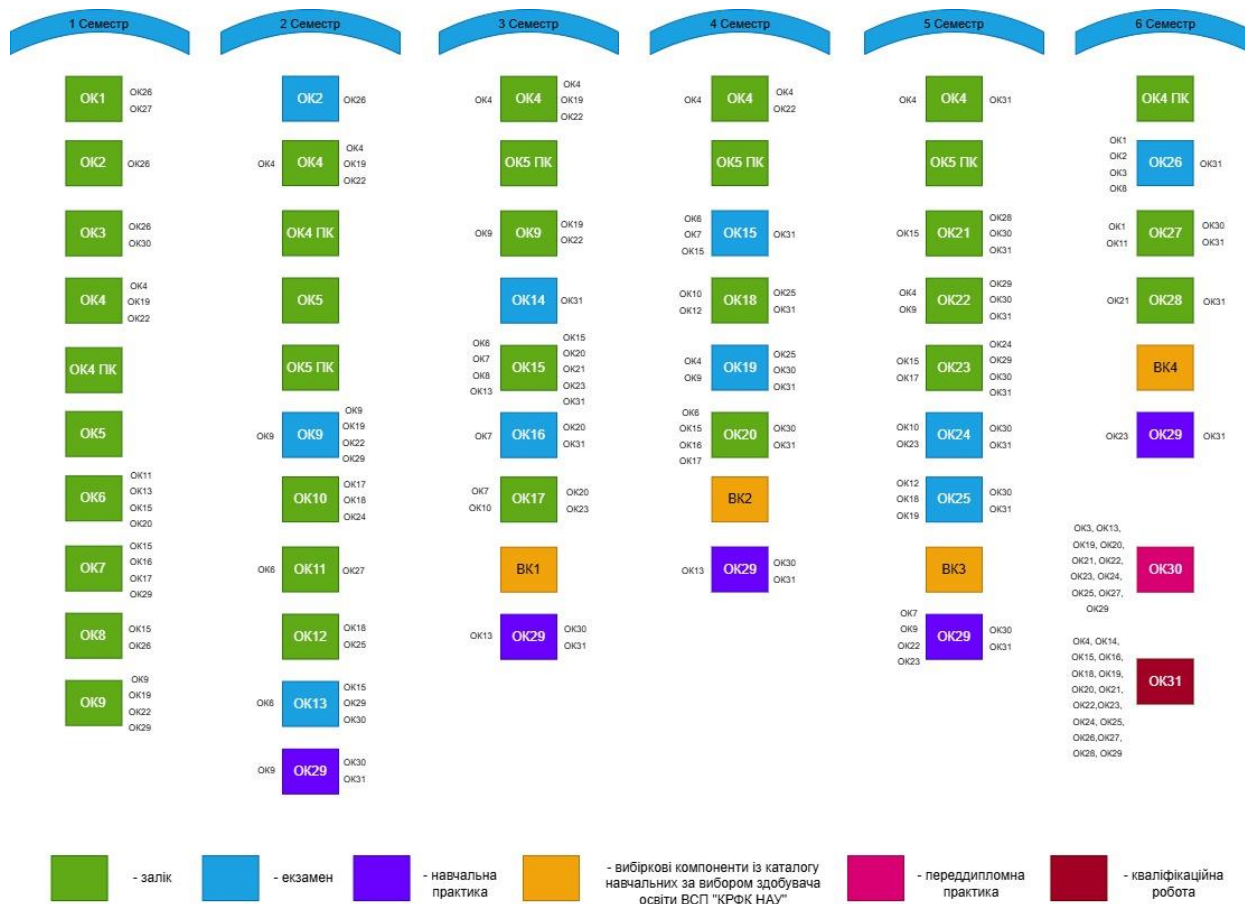 1 Семестр
ОК1
ОК26
ОК27
ОК2
ОК26
ОК3
ОК26
ОК30
ОК4
ОК4
ОК19
ОК22
ОК4 ПК
ОК5
ОК6
ОК11
ОК13
ОК15
ОК20
ОК7
ОК15
ОК16
ОК17
ОК29
ОК8
ОК15
ОК26
ОК9
ОК9
ОК19
ОК22
ОК29
2 Семестр
ОК2
ОК26
ОК4
ОК4
ОК4
ОК19
ОК22
ОК4 ПК
ОК5
ОК5 ПК
ОК9
ОК9
ОК9
ОК19
ОК22
ОК29
ОК10
ОК17
ОК18
ОК24
ОК6
ОК11
ОК27
ОК12
ОК18
ОК25
ОК6
ОК13
ОК15
ОК29
ОК30
ОК9
ОК29
ОК30
ОК31
3 Семестр
ОК4
ОК4
ОК4
ОК19
ОК22
ОК5 ПК
ОК9
ОК9
ОК19
ОК22
ОК14
ОК31
ОК6
ОК7
ОК8
ОК13
ОК15
ОК15
ОК20
ОК21
ОК23
ОК31
ОК7
ОК16
ОК20
ОК31
ОК7
ОК10
ОК17
ОК20
ОК23
ВК1
ОК13
ОК29
ОК30
ОК31
4 Семестр
ОК4
ОК4
ОК4
ОК22
ОК5 ПК
ОК6
ОК7
ОК15
ОК15
ОК31
ОК10
ОК12
ОК18
ОК25
ОК31
ОК4
ОК9
ОК19
ОК25
ОК30
ОК31
ОК6
ОК15
ОК16
ОК17
ОК20
ОК30
ОК31
ВК2
ОК13
ОК29
ОК30
ОК31
5 Семестр
ОК4
ОК4
ОК31
ОК5 ПК
ОК15
ОК21
ОК28
ОК30
ОК31
ОК4
ОК9
ОК22
ОК29
ОК30
ОК31
ОК15
ОК17
ОК23
ОК24
ОК29
ОК30
ОК31
ОК10
ОК23
ОК24
ОК30
ОК31
ОК12
ОК18
ОК19
ОК25
ОК30
ОК31
ВК3
ОК7
ОК9
ОК22
ОК23
ОК29
ОК30
ОК31
6 Семестр
ОК4 ПК
ОК1
ОК2
ОК3
ОК8
ОК26
ОК31
ОК1
ОК11
ОК27
ОК30
ОК31
ОК21
ОК28
ОК31
ВК4
ОК23
ОК29
ОК31
ОК3, ОК13,
ОК19, ОК20,
ОК21, ОК22,
ОК23, ОК24,
ОК25, ОК27,
ОК29
ОК30
ОК4, ОК14,
ОК15, ОК16,
ОК18, ОК19,
ОК20, ОК21,
ОК22,ОК23,
ОК24, ОК25,
ОК26,ОК27,
ОК28, ОК29
ОК31
- залік
- екзамен
- навчальна
практика
- вибіркові компоненти із каталогу
навчальних за вибором здобувача
освіти ВСП "КРФК НАУ"
- переддипломна
практика
- кваліфікаційна
робота